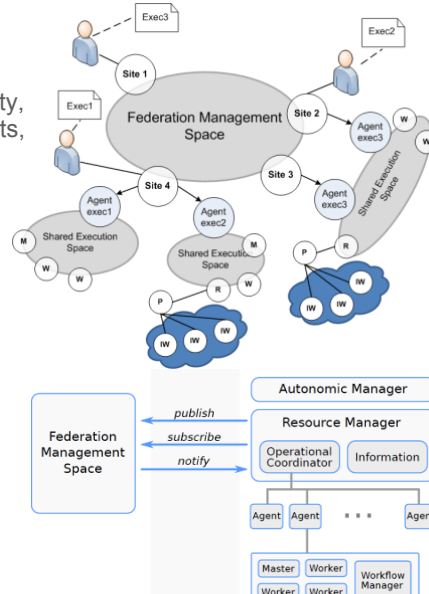 Exec3
Exec2
Site 1
ty,
ts,
Exec1
Federation Management
Space
Site 2
W
W
Agent
exec3
Site 3
Site 4
Agent
exec3
Shared Execution
Space
Agent
exec1
Agent
exec2
M
Shared Execution
Space
W
W
Shared Execution
Space
M
W
R
P
IW
IW
IW
R
P
IW
IW
IW
Autonomic Manager
publish
Resource Manager
Federation
Management
Space
subscribe
notify
Operational
Coordinator
Information
Agent
Agent
Agen
Master
Worker
Workflow
Manager
Worker
Worker